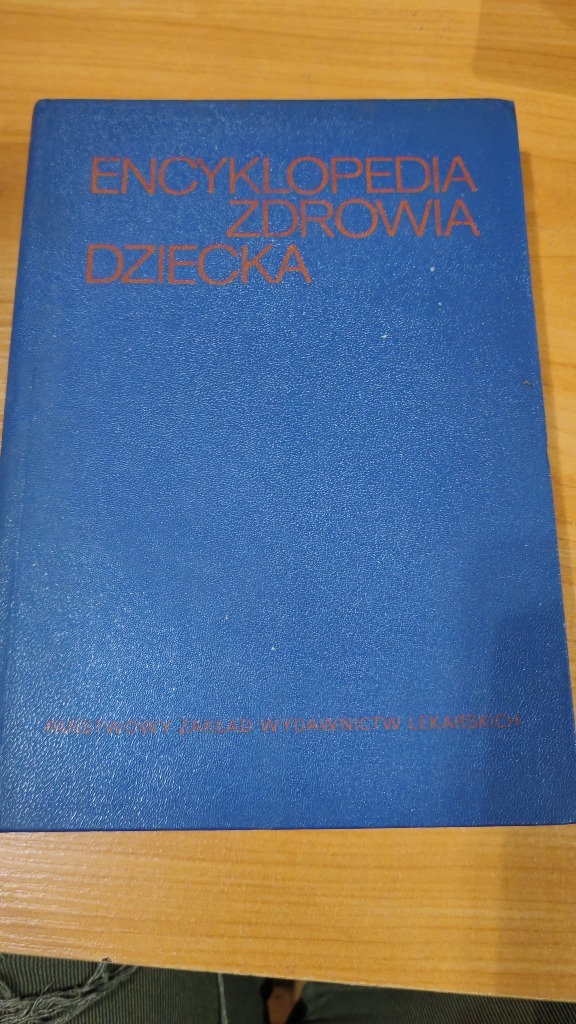 ENCYKLOPEDIA
ZDROWIA
DZIECKA
PAŃSTWOWY ZAKŁAD WYDAWNICTW LEKARSKICH